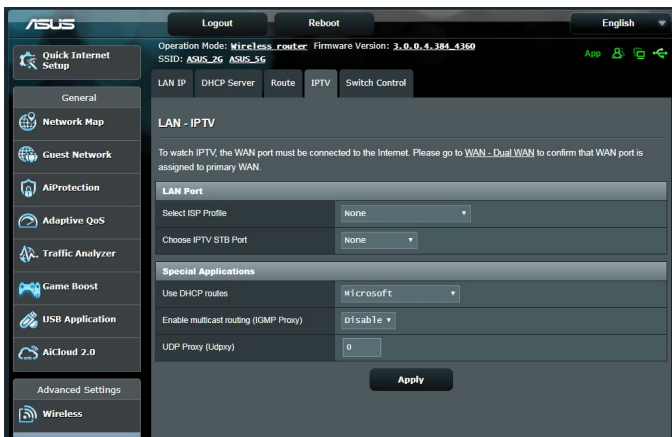 ASUS
Logout
Reboot
English
Quick Internet
Setup
Operation Mode: Wireless router Firmware Version: 3.0.0.4.384_4360
SSID: ASUS_2G ASUS_5G
App
LAN IP
DHCP Server
Route
IPTV
Switch Control
General
Network Map
Guest Network
AiProtection
Adaptive QoS
Traffic Analyzer
Game Boost
USB Application
AiCloud 2.0
Advanced Settings
Wireless
LAN - IPTV
To watch IPTV, the WAN port must be connected to the Internet. Please go to WAN - Dual WAN to confirm that WAN port is
assigned to primary WAN.
LAN Port
Select ISP Profile
None
Choose IPTV STB Port
None
Special Applications
Use DHCP routes
Microsoft
Enable multicast routing (IGMP Proxy)
Disable
UDP Proxy (Udpxy)
0
Apply